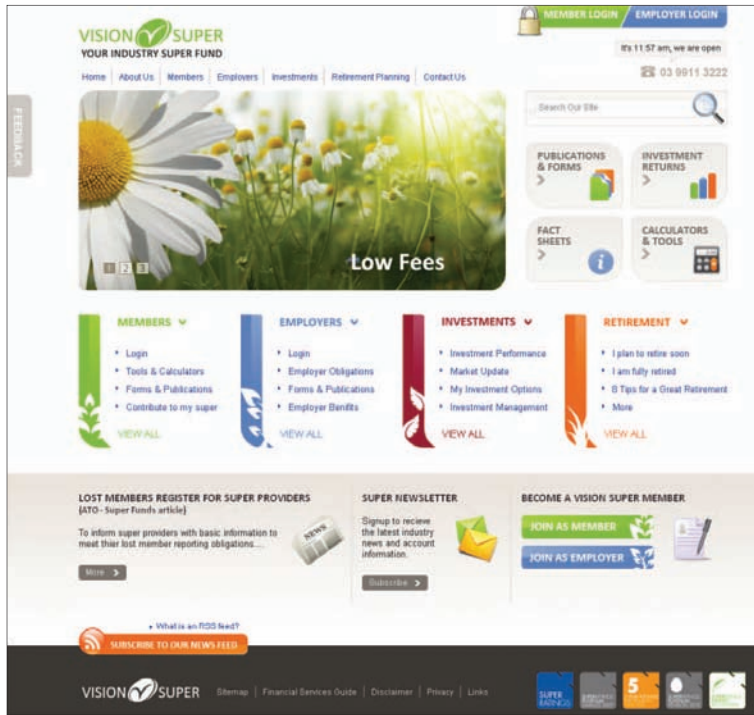 MEMBER LOGIN
EMPLOYER LOGIN
VISION SUPER
YOUR INDUSTRY SUPER FUND
It's 11:57 am, we are open
03 9911 3222
Home About Us Members Employers Investments Retirement Planning Contact Us
FEEDBACK
Search Our Site
PUBLICATIONS
& FORMS
INVESTMENT
RETURNS
FACT
SHEETS
CALCULATORS
& TOOLS
Low Fees
1 2 3
MEMBERS
Login
Tools & Calculators
Forms & Publications
Contribute to my super
VIEW ALL
EMPLOYERS
Login
Employer Obligations
Forms & Publications
Employer Benifits
VIEW ALL
INVESTMENTS
Investment Performance
Market Update
My Investment Options
Investment Management
VIEW ALL
RETIREMENT
I plan to retire soon
I am fully retired
8 Tips for a Great Retirement
More
VIEW ALL
LOST MEMBERS REGISTER FOR SUPER PROVIDERS
(ATO - Super Funds article)
To inform super providers with basic information to
meet thier lost member reporting obligations....
More
NEWS
SUPER NEWSLETTER
Signup to recieve
the latest industry
news and account
information.
Subscribe
BECOME A VISION SUPER MEMBER
JOIN AS MEMBER
JOIN AS EMPLOYER
What is an RSS feed?
SUBSCRIBE TO OUR NEWS FEED
VISION SUPER
Sitemap Financial Services Guide Disclaimer Privacy Links
SUPER
RATINGS
5